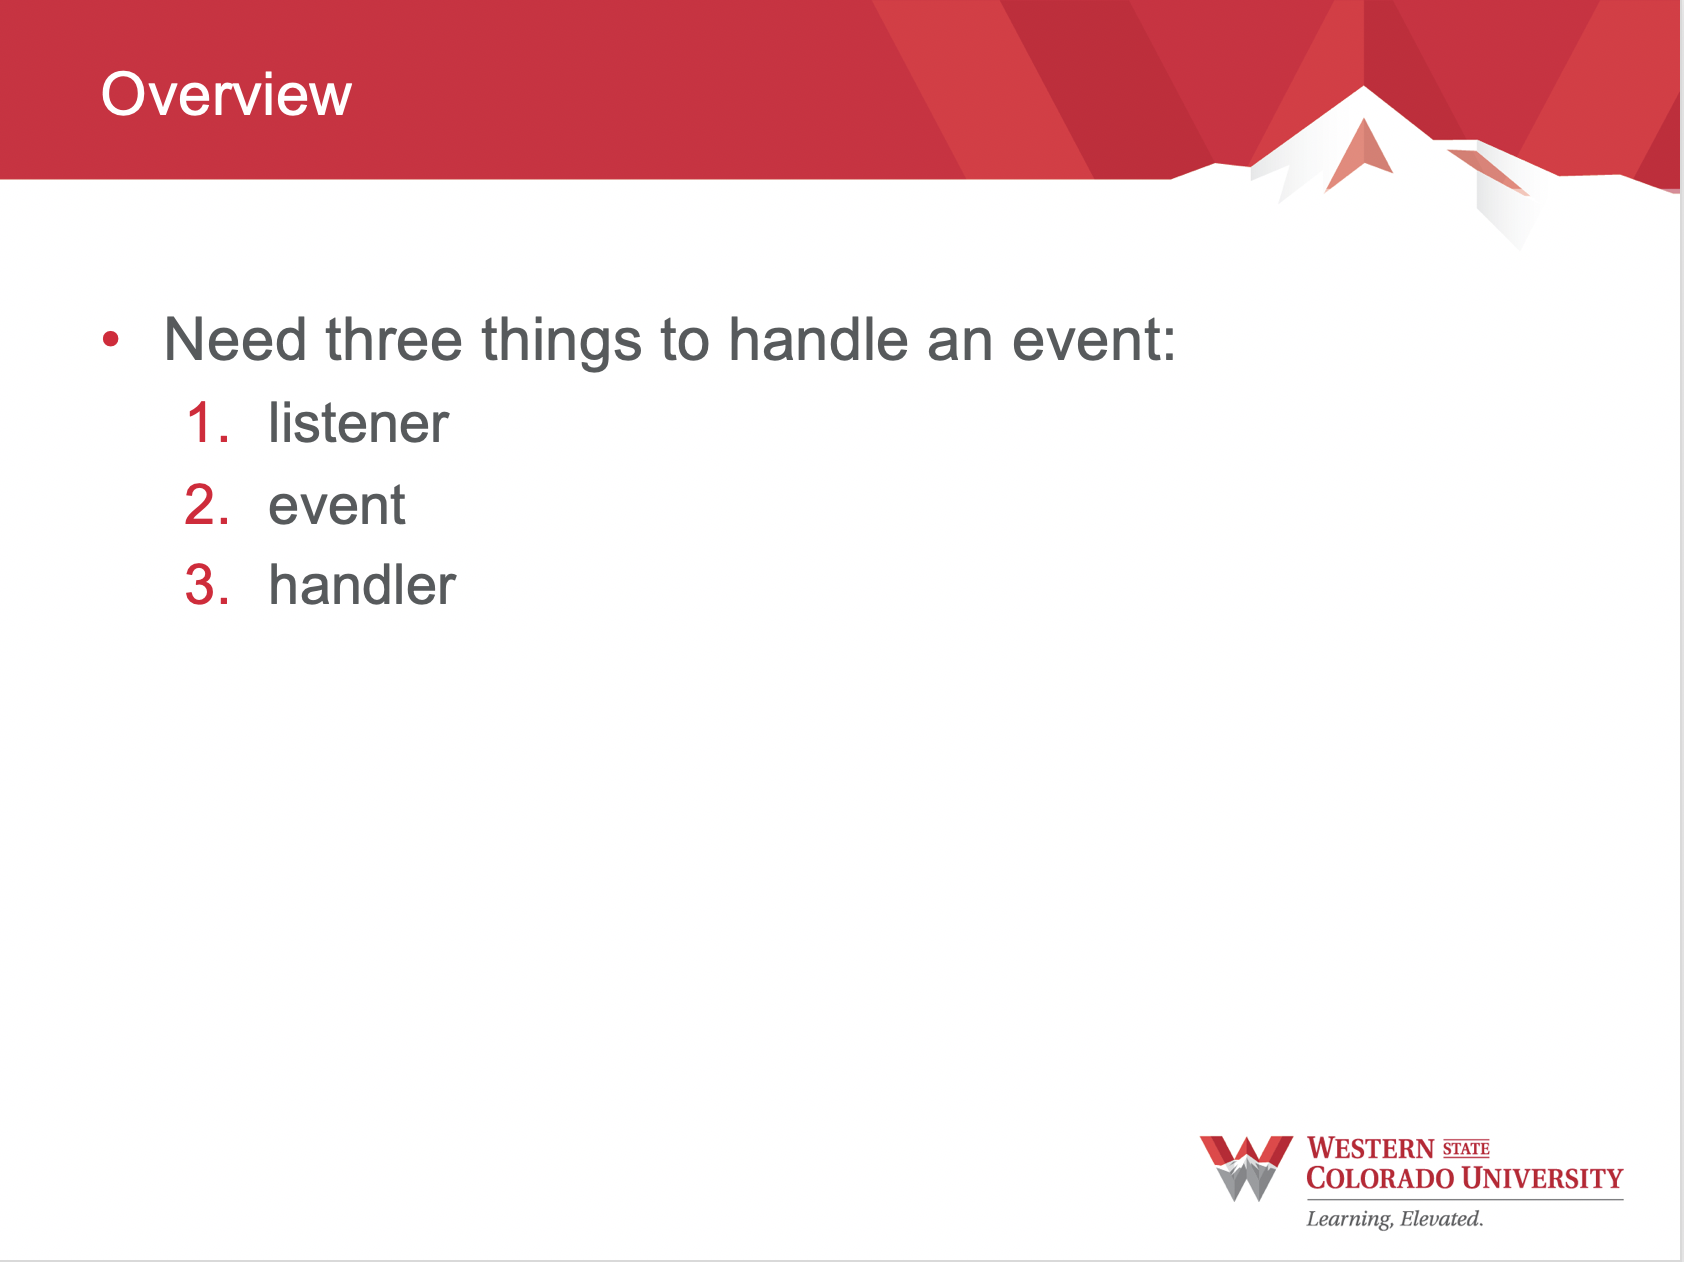 Overview
• Need three things to handle an event:
1. listener
2. event
3. handler
WESTERN STATE
COLORADO UNIVERSITY
Learning, Elevated.